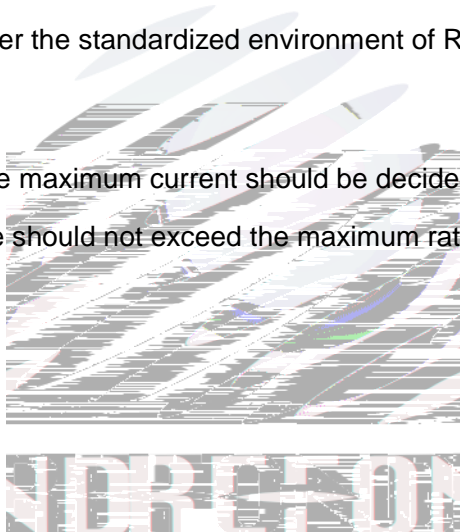 er the standardized environment of R
e maximum current should be decide
e should not exceed the maximum rat